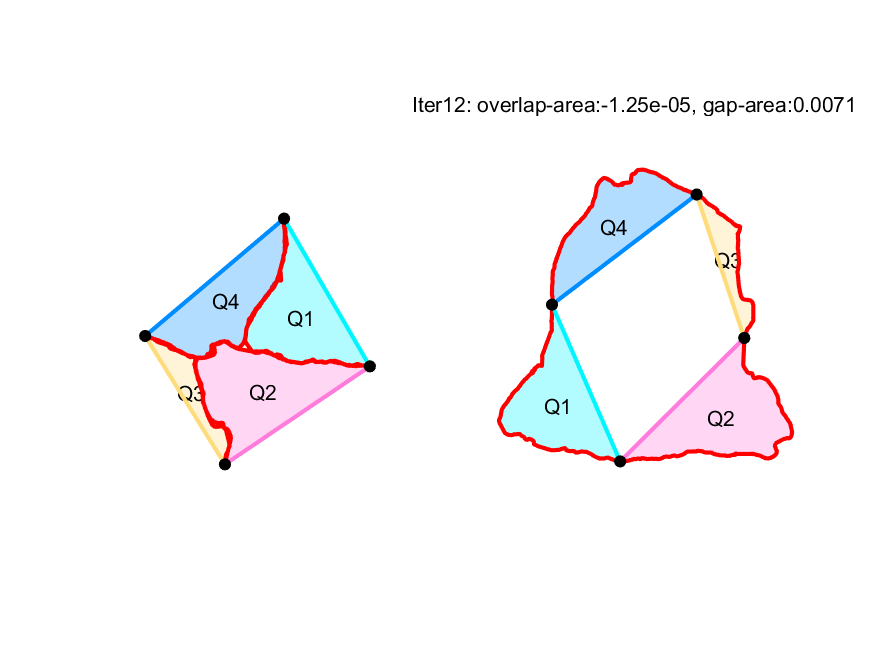 Iter12: overlap-area:-1.25e-05, gap-area:0.0071
Q4
Q1
Q3
Q2
Q4
Q3
Q1
Q2